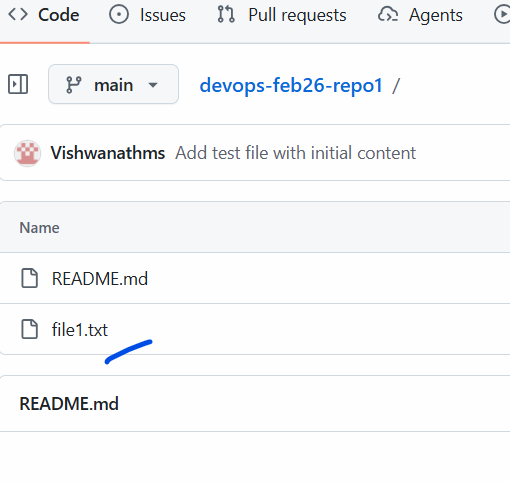 Code Issues Pull requests Agents
main devops-feb26-repo1 /
Vishwanathms Add test file with initial content
Name
README.md
file1.txt
README.md